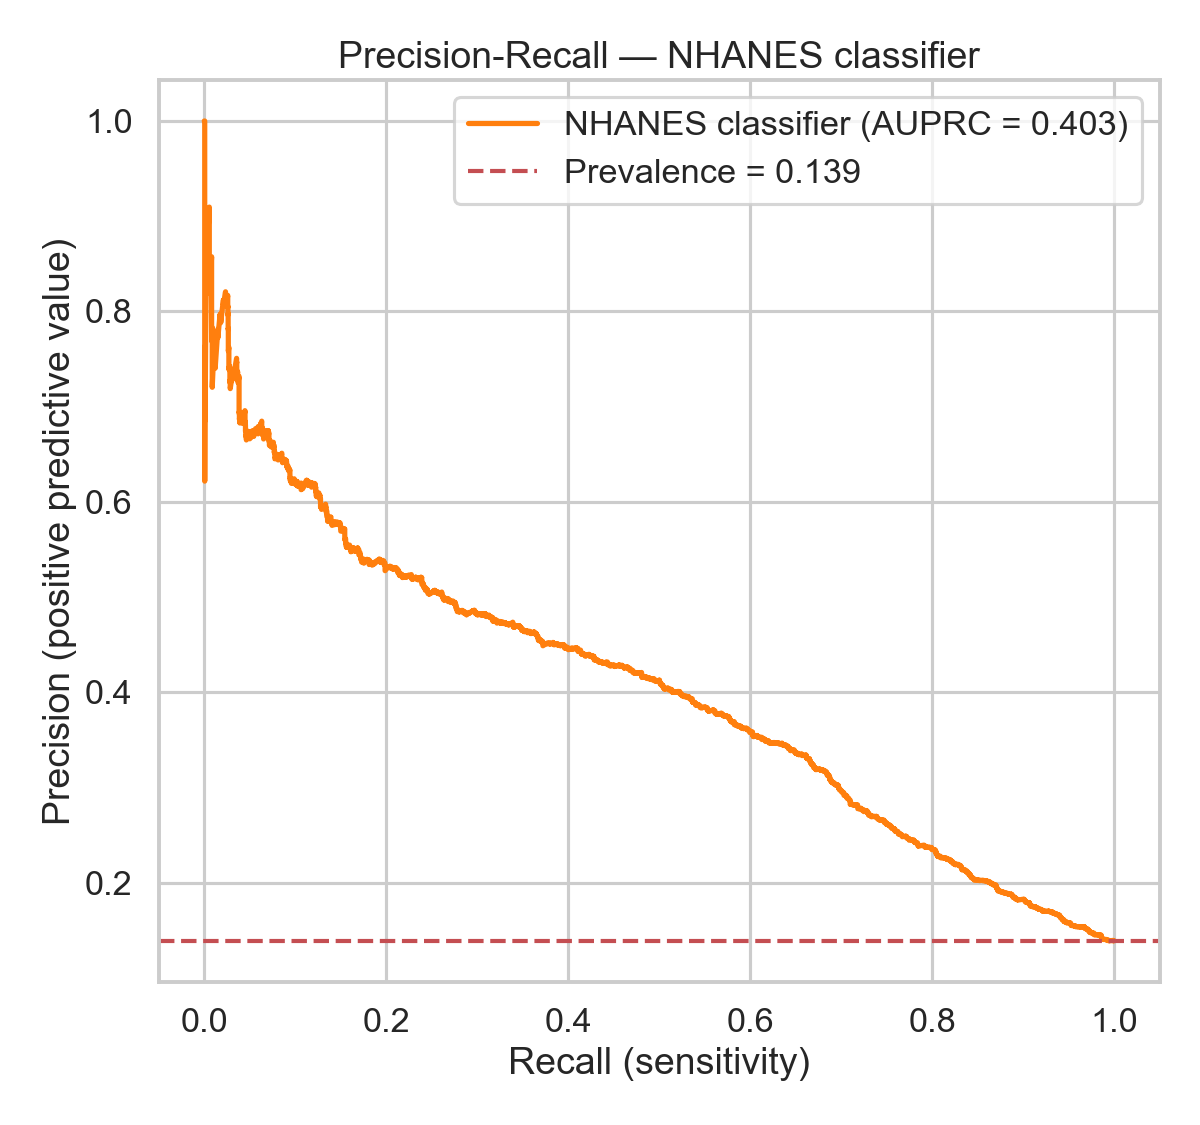 Precision-Recall — NHANES classifier
NHANES classifier (AUPRC = 0.403)
Prevalence = 0.139
Precision (positive predictive value)
1.0
0.8
0.6
0.4
0.2
0.0 0.2 0.4 0.6 0.8 1.0
Recall (sensitivity)